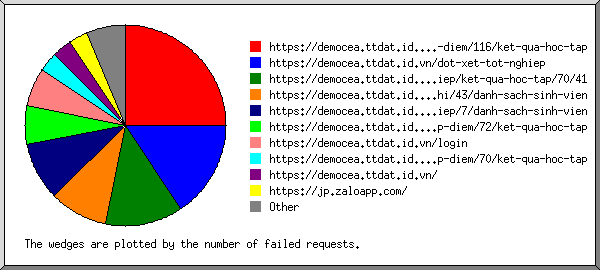 https://democea.ttdat.id....-diem/116/ket-qua-hoc-tap
https://democea.ttdat.id.vn/dot-xet-tot-nghiep
https://democea.ttdat.id....iep/ket-qua-hoc-tap/70/41
https://democea.ttdat.id....hi/43/danh-sach-sinh-vien
https://democea.ttdat.id....iep/7/danh-sach-sinh-vien
https://democea.ttdat.id....p-diem/72/ket-qua-hoc-tap
https://democea.ttdat.id.vn/login
https://democea.ttdat.id....p-diem/70/ket-qua-hoc-tap
https://democea.ttdat.id.vn/
https://jp.zaloapp.com/
Other
The wedges are plotted by the number of failed requests.